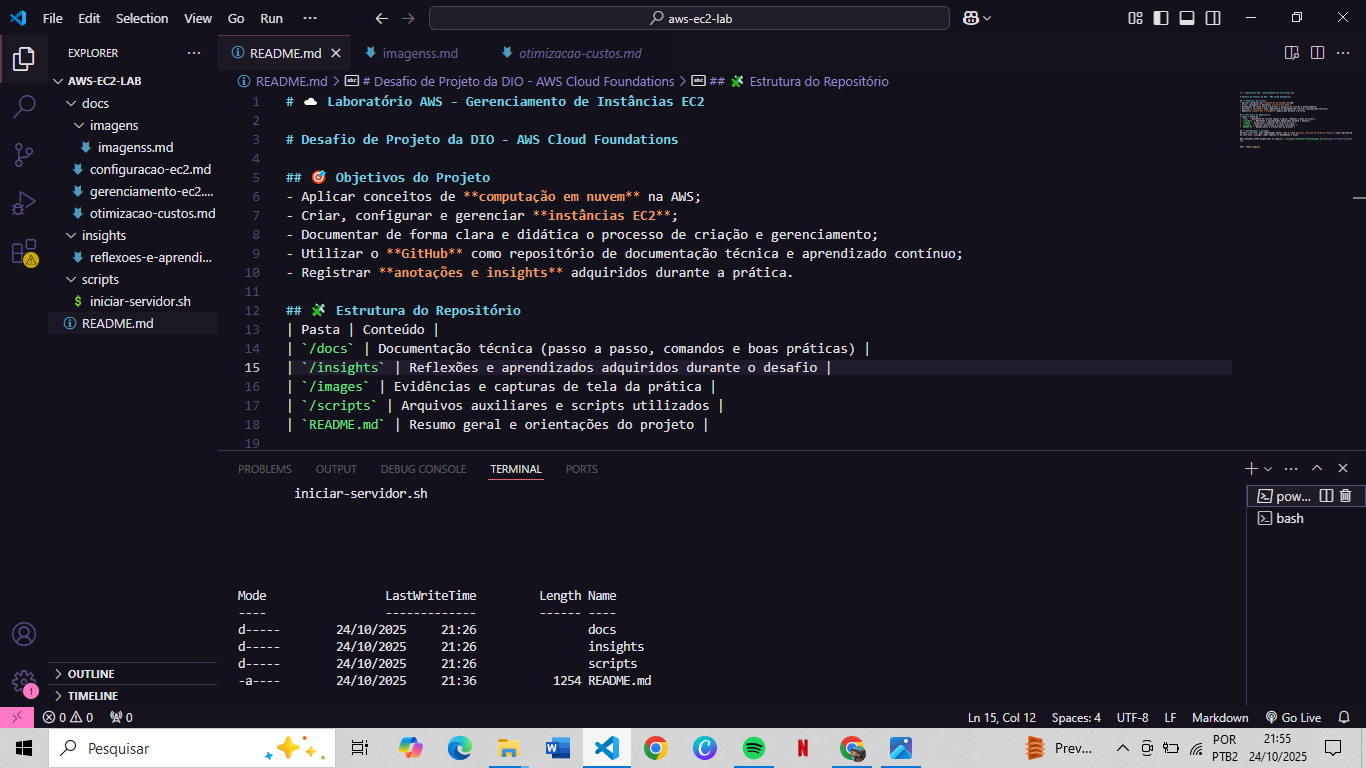 File Edit Selection View Go Run ···
aws-ec2-lab
EXPLORER
AWS-EC2-LAB
docs
imagens
imagenss.md
configuracao-ec2.md
gerenciamento-ec2....
otimizacao-custos.md
insights
reflexoes-e-aprendi...
scripts
$ iniciar-servidor.sh
README.md
OUTLINE
TIMELINE
README.md imagenss.md otimizacao-custos.md
README.md > # Desafio de Projeto da DIO - AWS Cloud Foundations > ## 🧩 Estrutura do Repositório
1 # ☁️ Laboratório AWS - Gerenciamento de Instâncias EC2
2
3 # Desafio de Projeto da DIO - AWS Cloud Foundations
4
5 ## 🎯 Objetivos do Projeto
6 - Aplicar conceitos de **computação em nuvem** na AWS;
7 - Criar, configurar e gerenciar **instâncias EC2**;
8 - Documentar de forma clara e didática o processo de criação e gerenciamento;
9 - Utilizar o **GitHub** como repositório de documentação técnica e aprendizado contínuo;
10 - Registrar **anotações e insights** adquiridos durante a prática.
11
12 ## 🧩 Estrutura do Repositório
13 | Pasta | Conteúdo |
14 | `/docs` | Documentação técnica (passo a passo, comandos e boas práticas) |
15 | `/insights` | Reflexões e aprendizados adquiridos durante o desafio |
16 | `/images` | Evidências e capturas de tela da prática |
17 | `/scripts` | Arquivos auxiliares e scripts utilizados |
18 | `README.md` | Resumo geral e orientações do projeto |
19
PROBLEMS OUTPUT DEBUG CONSOLE TERMINAL PORTS
iniciar-servidor.sh
Mode LastWriteTime Length Name
---- ------------- ------ ----
d----- 24/10/2025 21:26 docs
d----- 24/10/2025 21:26 insights
d----- 24/10/2025 21:26 scripts
-a---- 24/10/2025 21:36 1254 README.md
pow...
bash
1
0 0 0
Ln 15, Col 12 Spaces: 4 UTF-8 LF Markdown Go Live
Pesquisar
Prev...
POR
PTB2
21:55
24/10/2025